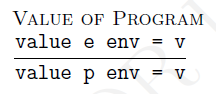 Value of Program
value e env = v
value p env = v